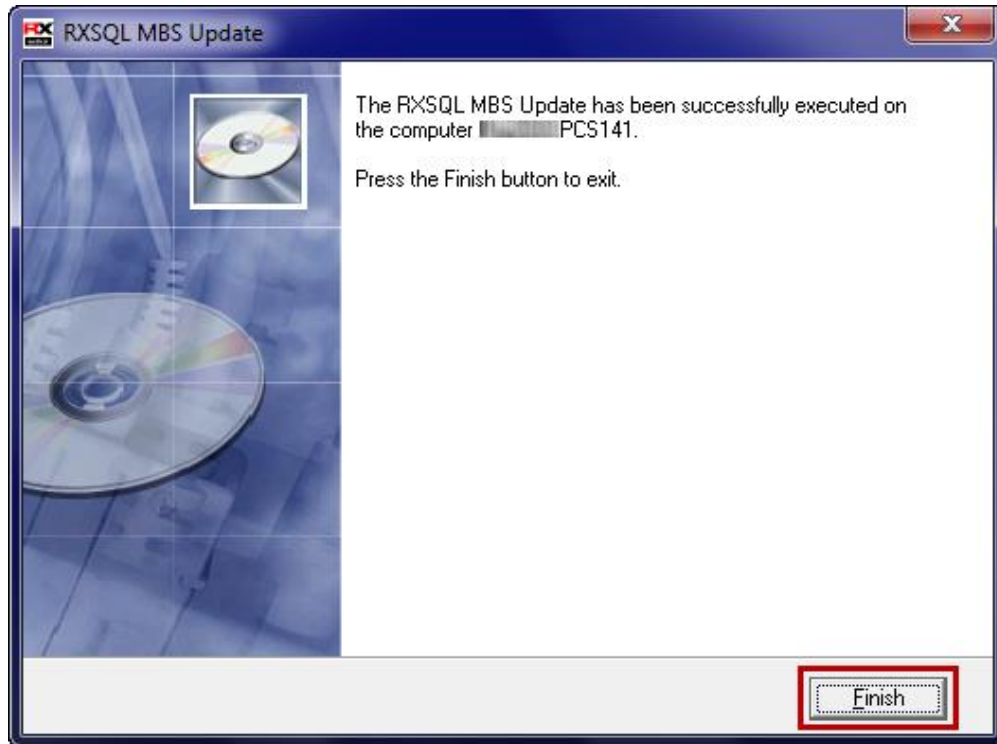 RX
RXSQL MBS Update
The RXSQL MBS Update has been successfully executed on
the computer PCS141.
Press the Finish button to exit.
Finish